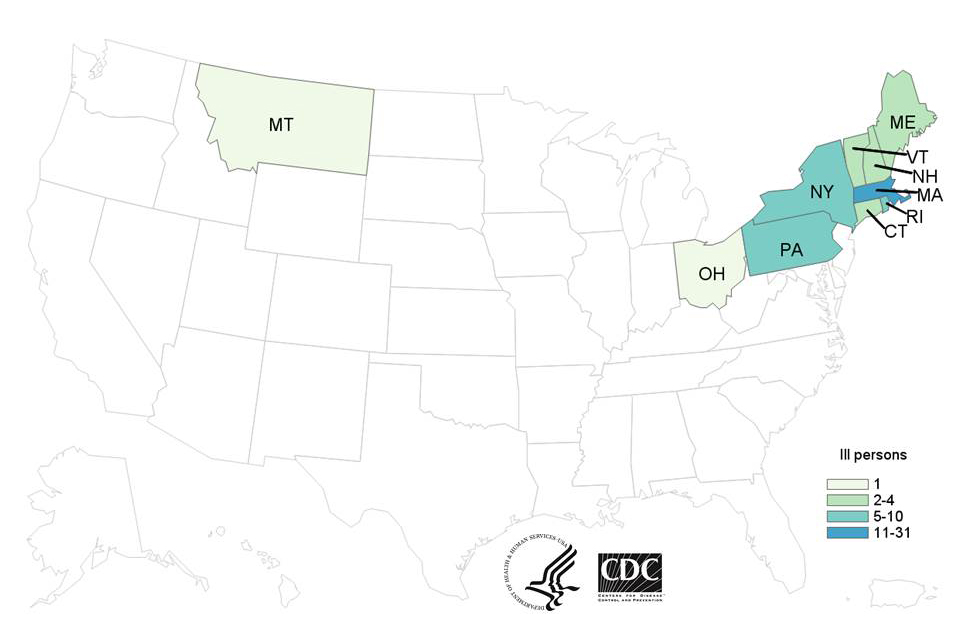 MT
ME
VT
NH
MA
RI
CT
NY
PA
OH
Ill persons
1
2-4
5-10
11-31
DEPARTMENT OF HEALTH & HUMAN SERVICES·USA
CDC
CENTERS FOR DISEASE
CONTROL AND PREVENTION